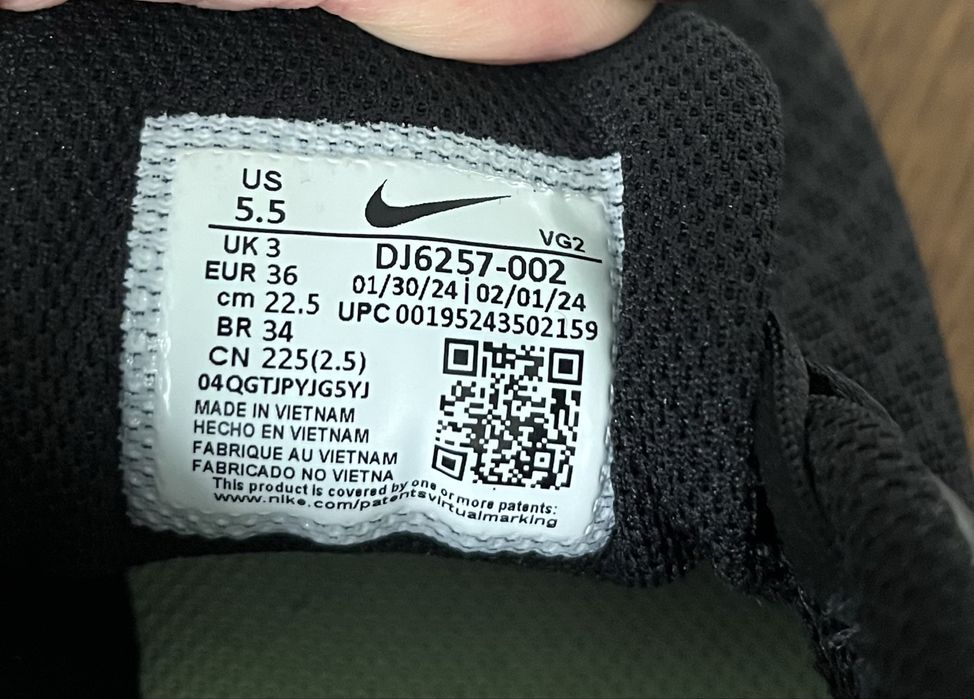 US
5.5
VG2
UK 3
DJ6257-002
EUR 36
01/30/24 | 02/01/24
cm 22.5
UPC 00195243502159
BR 34
CN 225(2.5)
04QGTJPYJG5YJ
MADE IN VIETNAM
HECHO EN VIETNAM
FABRIQUE AU VIETNAM
FABRICADO NO VIETNA
This product is covered by one or more patents:
www.nike.com/patentsvirtualmarking